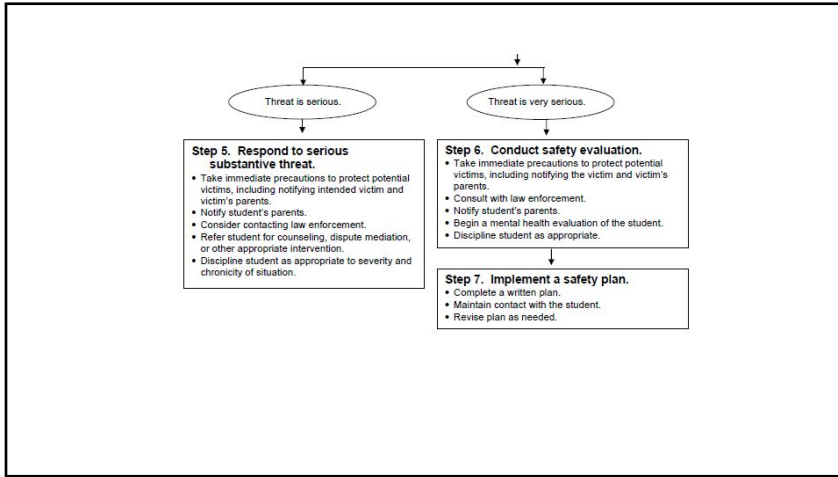 Threat is serious.
Threat is very serious.
Step 5. Respond to serious
substantive threat.
• Take immediate precautions to protect potential
victims, including notifying intended victim and
victim's parents.
• Notify student's parents.
• Consider contacting law enforcement.
• Refer student for counseling, dispute mediation,
or other appropriate intervention.
• Discipline student as appropriate to severity and
chronicity of situation.
Step 6. Conduct safety evaluation.
• Take immediate precautions to protect potential
victims, including notifying the victim and victim's
parents.
• Consult with law enforcement.
• Notify student's parents.
• Begin a mental health evaluation of the student.
• Discipline student as appropriate.
Step 7. Implement a safety plan.
• Complete a written plan.
• Maintain contact with the student.
• Revise plan as needed.